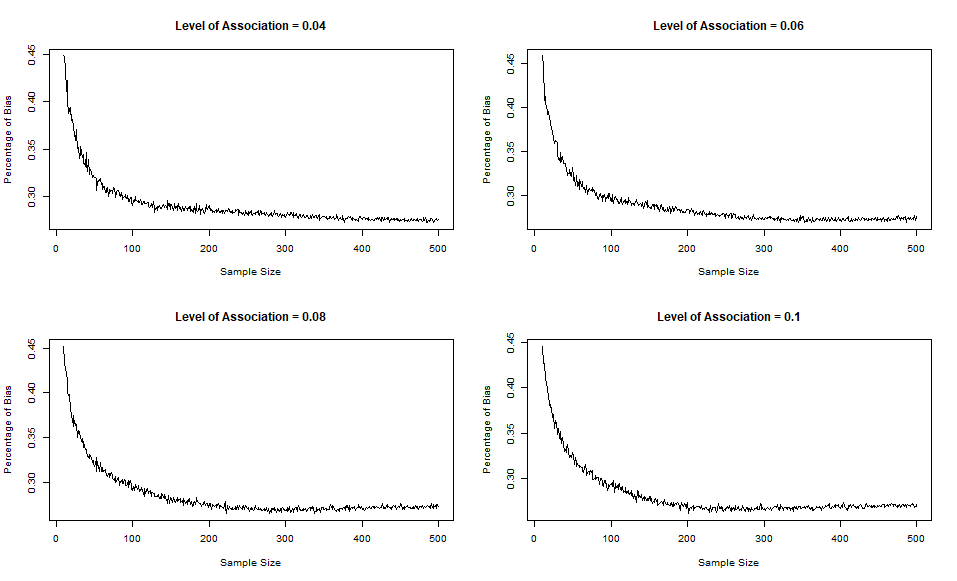 Level of Association = 0.04
Percentage of Bias
0.45
0.40
0.35
0.30
0 100 200 300 400 500
Sample Size
Level of Association = 0.06
Percentage of Bias
0.45
0.40
0.35
0.30
0 100 200 300 400 500
Sample Size
Level of Association = 0.08
Percentage of Bias
0.45
0.40
0.35
0.30
0 100 200 300 400 500
Sample Size
Level of Association = 0.1
Percentage of Bias
0.45
0.40
0.35
0.30
0 100 200 300 400 500
Sample Size